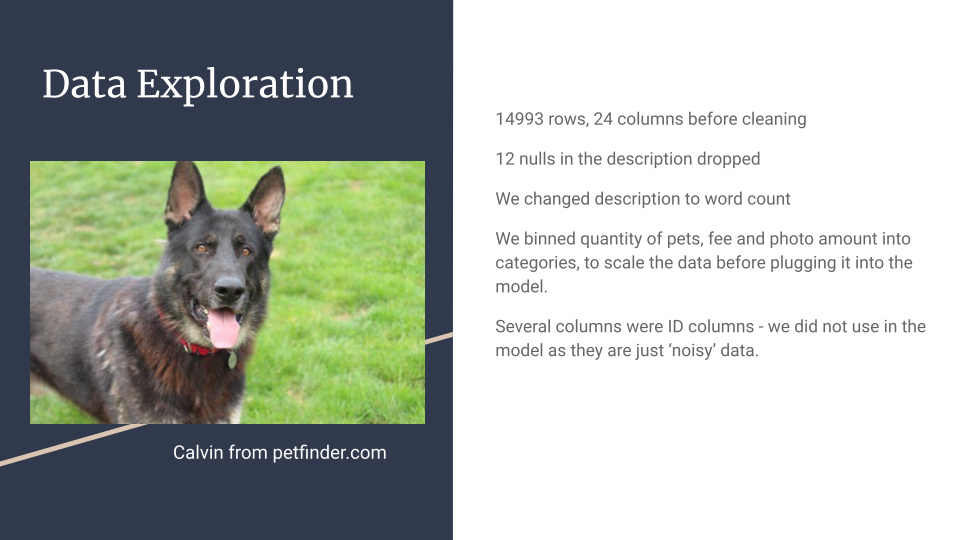 Data Exploration
Calvin from petfinder.com
14993 rows, 24 columns before cleaning
12 nulls in the description dropped
We changed description to word count
We binned quantity of pets, fee and photo amount into
categories, to scale the data before plugging it into the
model.
Several columns were ID columns - we did not use in the
model as they are just ‘noisy’ data.